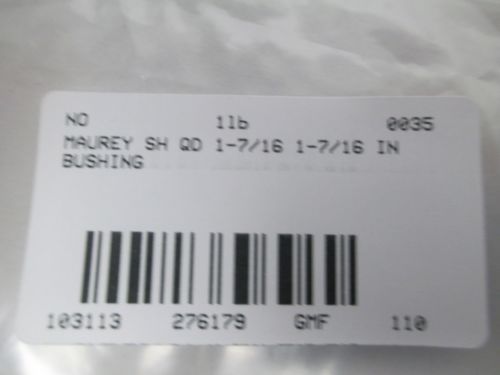 NO 1lb 0035
MAUREY SH QD 1-7/16 1-7/16 IN
BUSHING
103113 276179 GMF 110